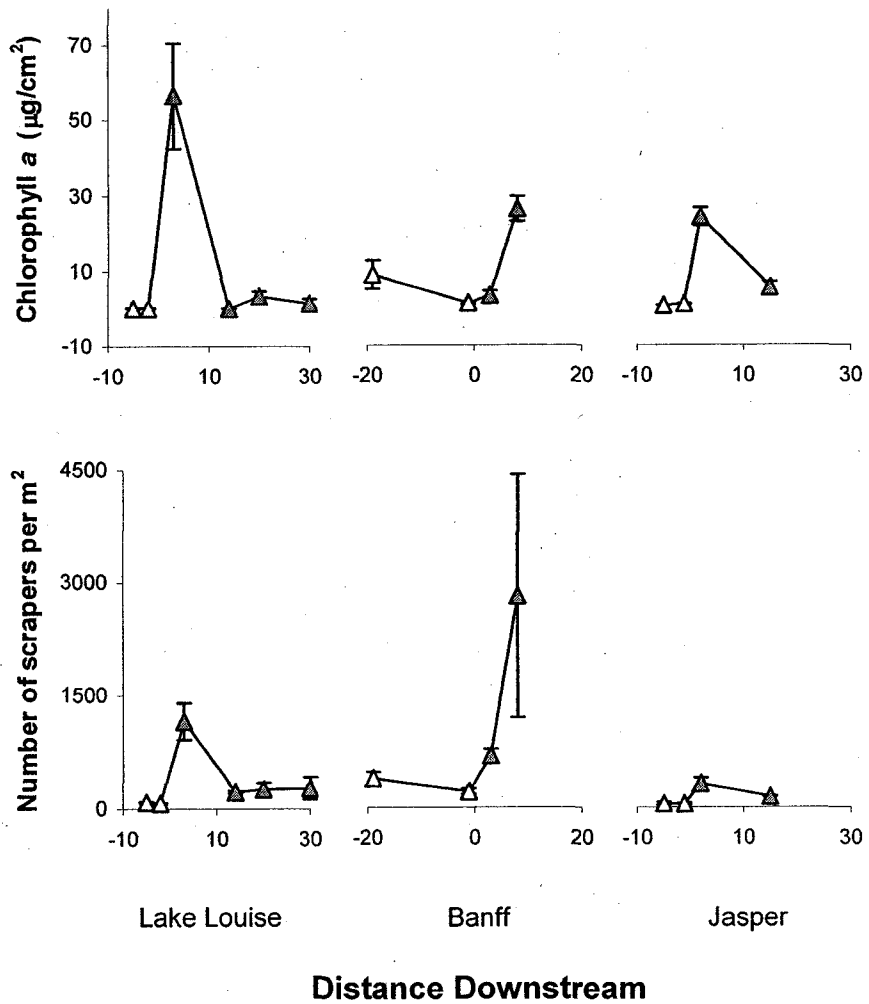 Chlorophyll a (µg/cm²)
70
50
30
10
-10
-10 10 30
-20 0 20
-10 10 30
Number of scrapers per m²
4500
3000
1500
0
-10 10 30
-20 0 20
-10 10 30
Lake Louise
Banff
Jasper
Distance Downstream